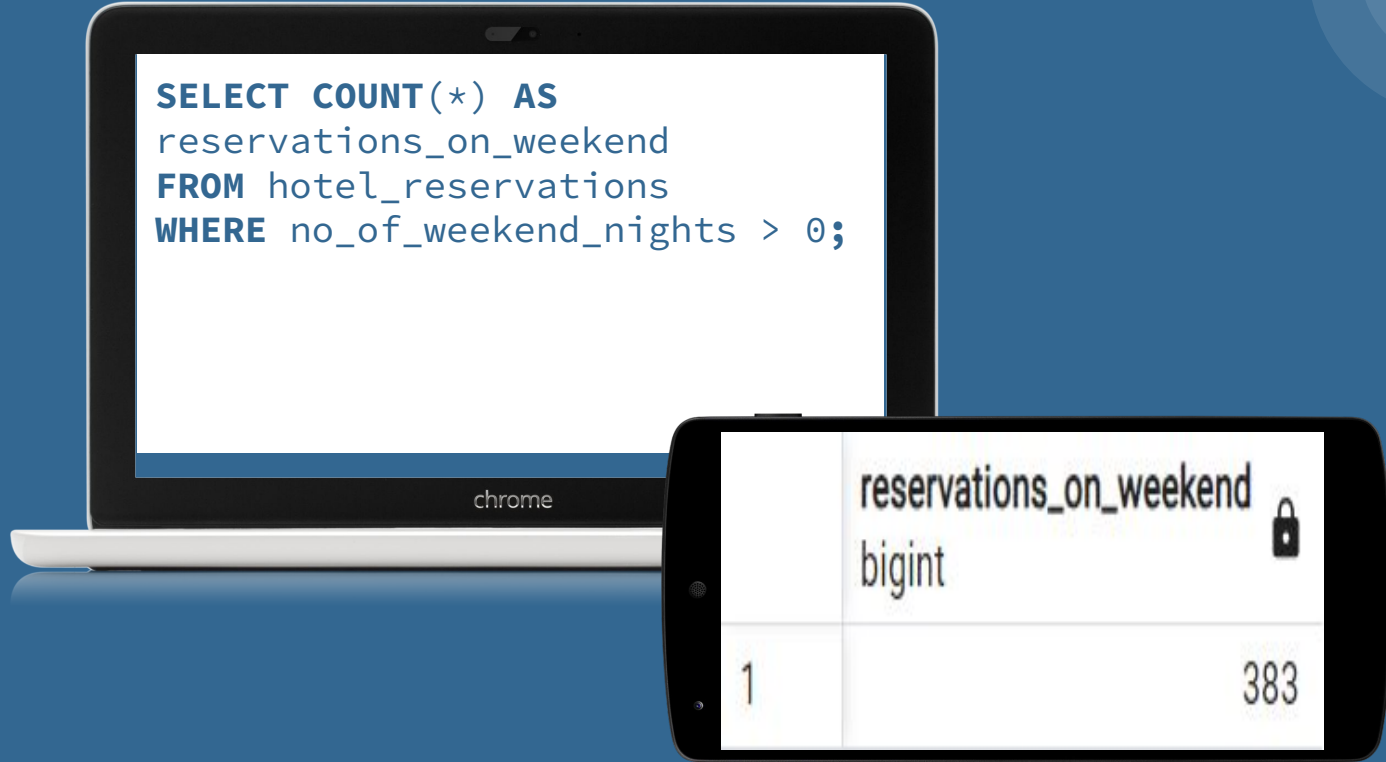 SELECT COUNT(*) AS
reservations_on_weekend
FROM hotel_reservations
WHERE no_of_weekend_nights > 0;
chrome
reservations_on_weekend
bigint
1 383